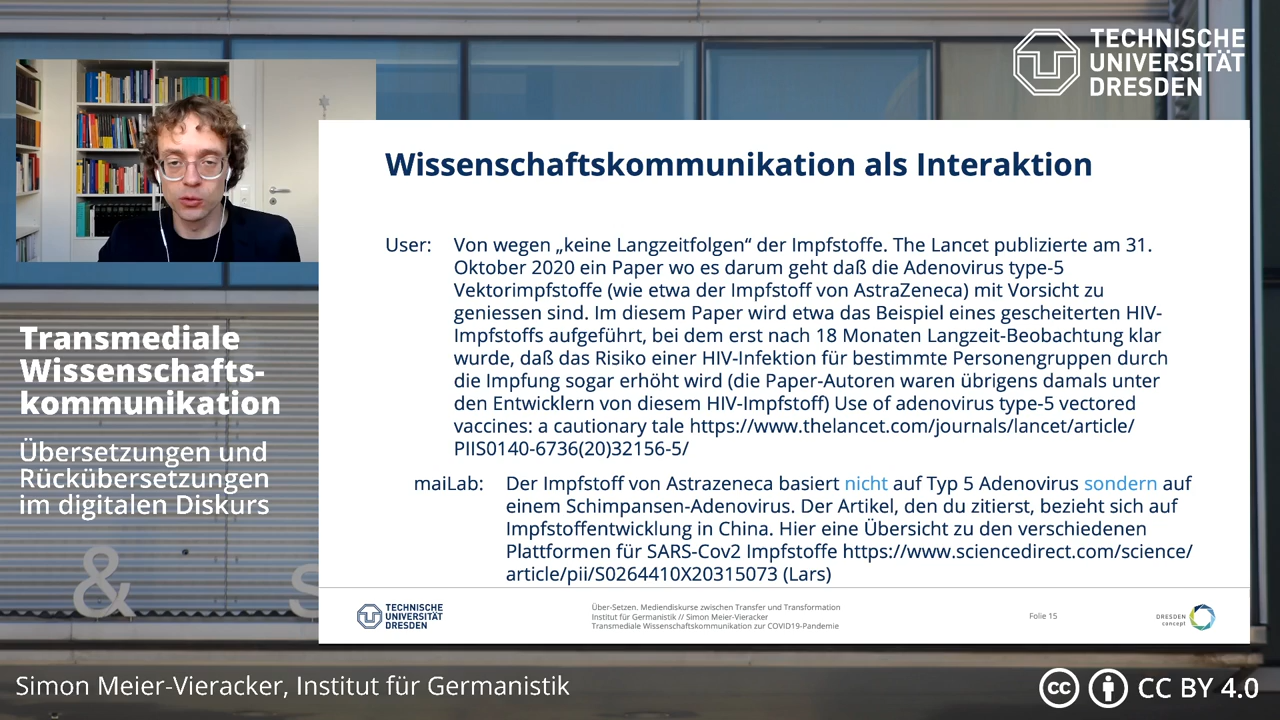 TECHNISCHE
UNIVERSITÄT
DRESDEN
Wissenschaftskommunikation als Interaktion
User: Von wegen „keine Langzeitfolgen“ der Impfstoffe. The Lancet publizierte am 31.
Oktober 2020 ein Paper wo es darum geht daß die Adenovirus type-5
Vektorimpfstoffe (wie etwa der Impfstoff von AstraZeneca) mit Vorsicht zu
geniessen sind. Im diesem Paper wird etwa das Beispiel eines gescheiterten HIV-
Impfstoffs aufgeführt, bei dem erst nach 18 Monaten Langzeit-Beobachtung klar
wurde, daß das Risiko einer HIV-Infektion für bestimmte Personengruppen durch
die Impfung sogar erhöht wird (die Paper-Autoren waren übrigens damals unter
den Entwicklern von diesem HIV-Impfstoff) Use of adenovirus type-5 vectored
vaccines: a cautionary tale https://www.thelancet.com/journals/lancet/article/
PIIS0140-6736(20)32156-5/
maiLab: Der Impfstoff von Astrazeneca basiert nicht auf Typ 5 Adenovirus sondern auf
einem Schimpansen-Adenovirus. Der Artikel, den du zitierst, bezieht sich auf
Impfstoffentwicklung in China. Hier eine Übersicht zu den verschiedenen
Plattformen für SARS-Cov2 Impfstoffe https://www.sciencedirect.com/science/
article/pii/S0264410X20315073 (Lars)
TECHNISCHE
UNIVERSITÄT
DRESDEN
Über-Setzen. Mediendiskurse zwischen Transfer und Transformation
Institut für Germanistik // Simon Meier-Vieracker
Transmediale Wissenschaftskommunikation zur COVID19-Pandemie
Folie 15
DRESDEN
concept
Transmediale
Wissenschafts-
kommunikation
Übersetzungen und
Rückübersetzungen
im digitalen Diskurs
& s
Simon Meier-Vieracker, Institut für Germanistik
cc CC BY 4.0